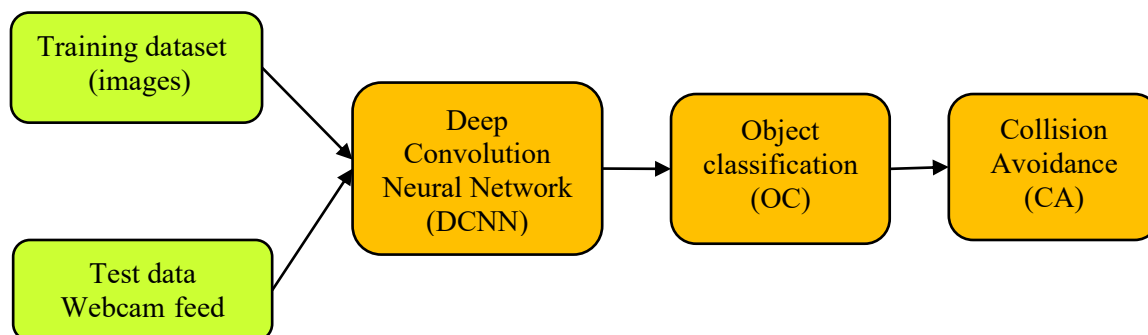 Training dataset
(images)
Test data
Webcam feed
Deep
Convolution
Neural Network
(DCNN)
Object
classification
(OC)
Collision
Avoidance
(CA)